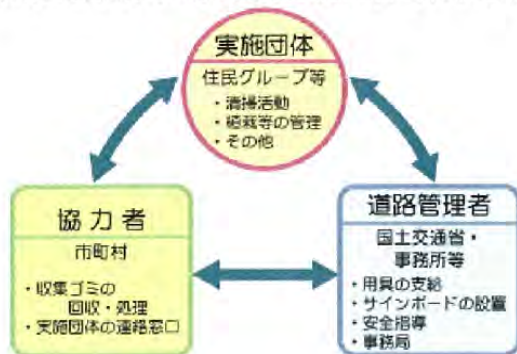 実施団体
住民グループ等
・清掃活動
・植栽等の管理
・その他
協力者
市町村
・収集ゴミの
回収・処理
・実施団体の連絡窓口
道路管理者
国土交通省・
事務所等
・用具の支給
・サインボードの設置
・安全指導
・事務局